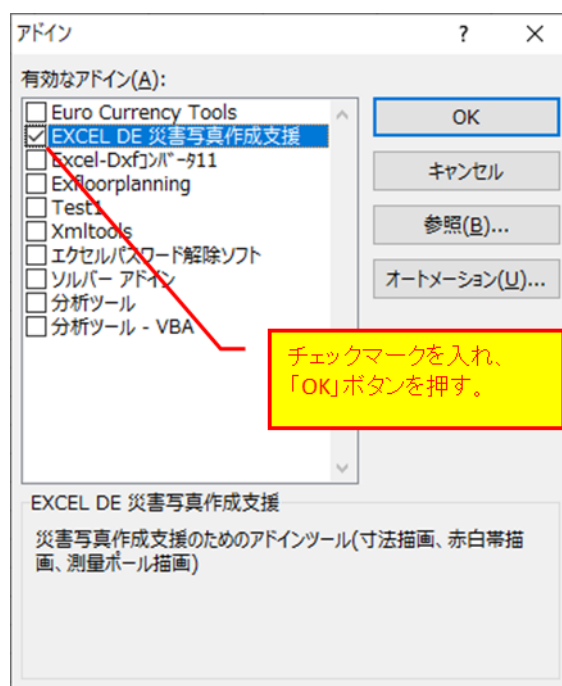 アドイン
有効なアドイン(A):
Euro Currency Tools
EXCEL DE 災害写真作成支援
Excel-Dxfｺﾝﾊﾞｰﾀ11
Exfloorplanning
Test1
Xmltools
エクセルパスワード解除ソフト
ソルバー アドイン
分析ツール
分析ツール - VBA
OK
キャンセル
参照(B)...
オートメーション(U)...
チェックマークを入れ、
「OK」ボタンを押す。
EXCEL DE 災害写真作成支援
災害写真作成支援のためのアドインツール(寸法描画、赤白帯描
画、測量ポール描画)